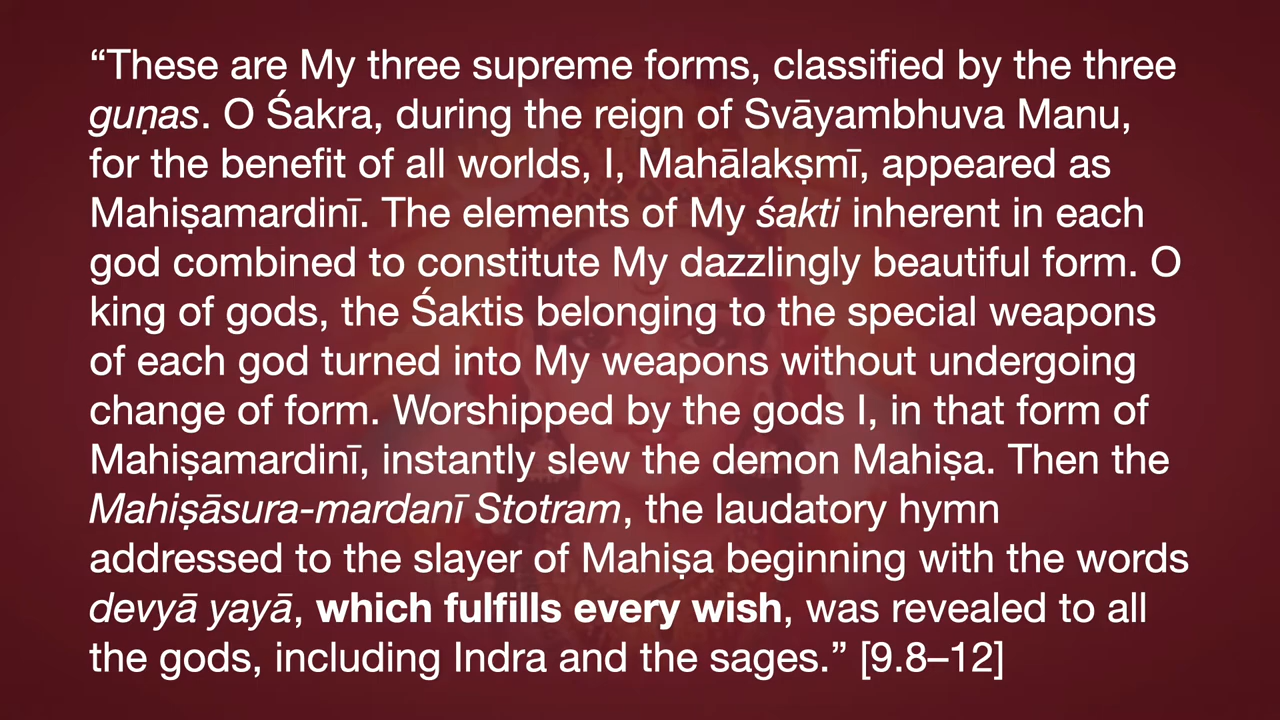 “These are My three supreme forms, classified by the three
guṇas. O Śakra, during the reign of Svāyambhuva Manu,
for the benefit of all worlds, I, Mahālakṣmī, appeared as
Mahiṣamardinī. The elements of My śakti inherent in each
god combined to constitute My dazzlingly beautiful form. O
king of gods, the Śaktis belonging to the special weapons
of each god turned into My weapons without undergoing
change of form. Worshipped by the gods I, in that form of
Mahiṣamardinī, instantly slew the demon Mahiṣa. Then the
Mahiṣāsura-mardanī Stotram, the laudatory hymn
addressed to the slayer of Mahiṣa beginning with the words
devyā yayā, which fulfills every wish, was revealed to all
the gods, including Indra and the sages.” [9.8–12]